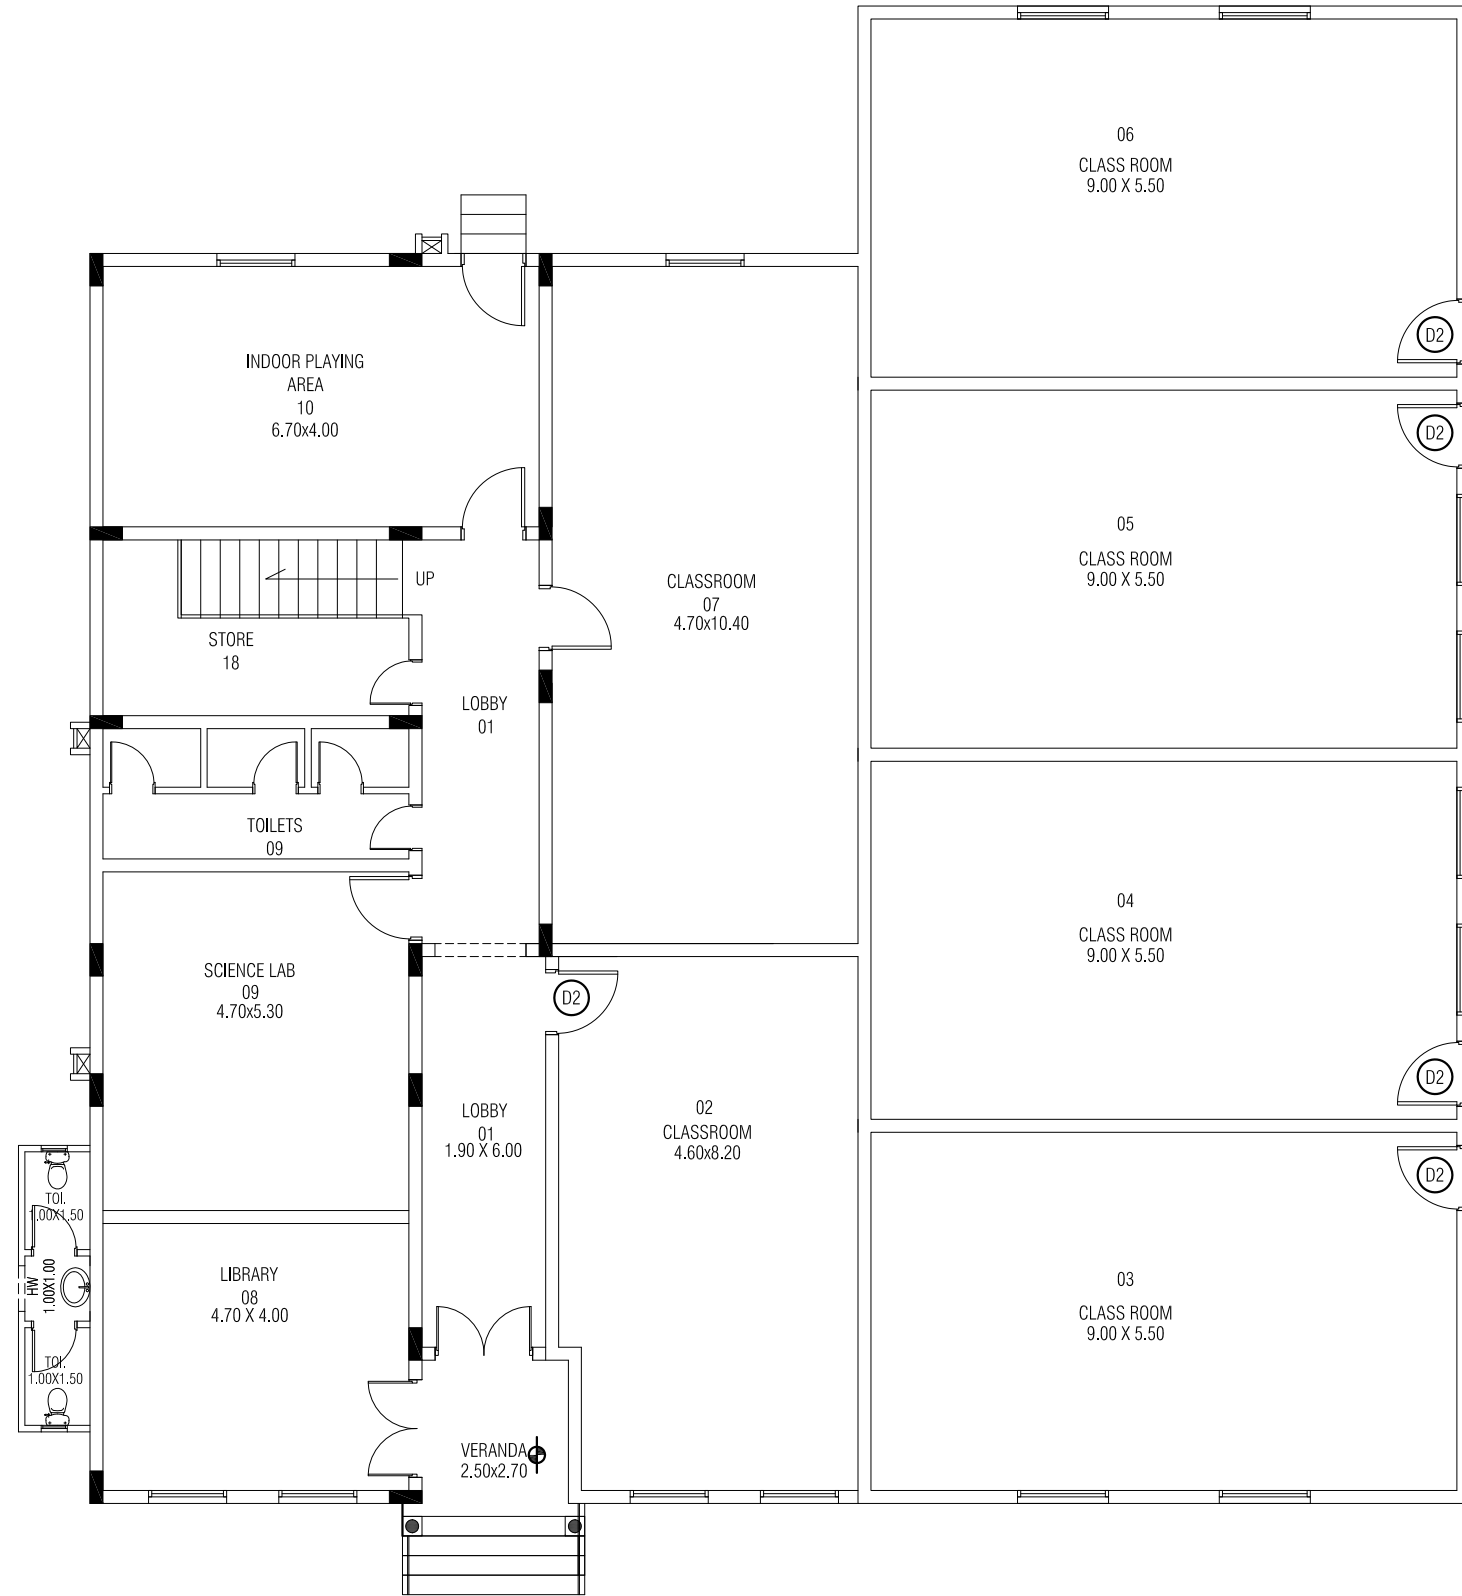 06
CLASS ROOM
9.00 X 5.50
D2
INDOOR PLAYING
AREA
10
6.70x4.00
D2
05
CLASS ROOM
9.00 X 5.50
UP
CLASSROOM
07
4.70x10.40
STORE
18
LOBBY
01
TOILETS
09
04
CLASS ROOM
9.00 X 5.50
SCIENCE LAB
09
4.70x5.30
D2
D2
LOBBY
01
1.90 X 6.00
02
CLASSROOM
4.60x8.20
D2
TOI.
1.00X1.50
HW
1.00X1.00
LIBRARY
08
4.70 X 4.00
03
CLASS ROOM
9.00 X 5.50
TOI.
1.00X1.50
VERANDA
2.50x2.70